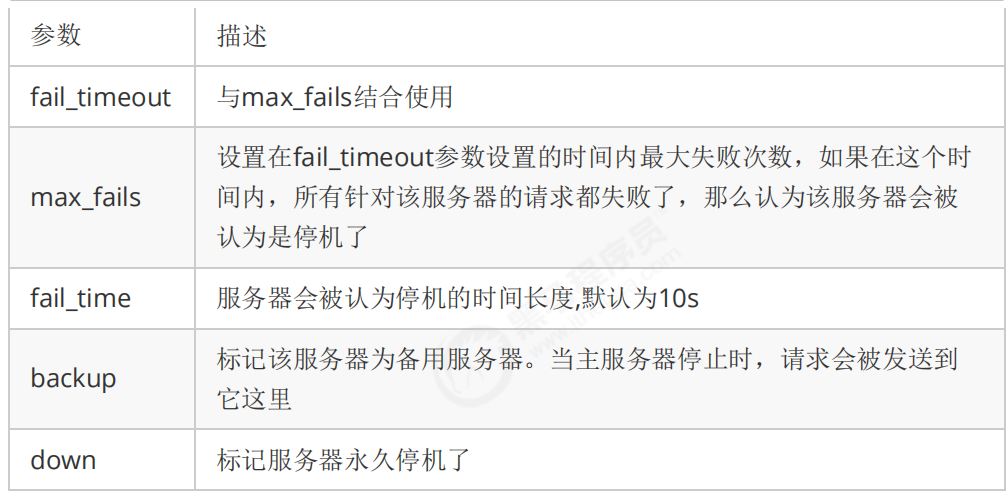 参数 描述
fail_timeout 与max_fails结合使用
设置在fail_timeout参数设置的时间内最大失败次数，如果在这个时
max_fails 间内，所有针对该服务器的请求都失败了，那么认为该服务器会被
认为是停机了
fail_time 服务器会被认为停机的时间长度,默认为10s
标记该服务器为备用服务器。当主服务器停止时，请求会被发送到
backup 它这里
down 标记服务器永久停机了